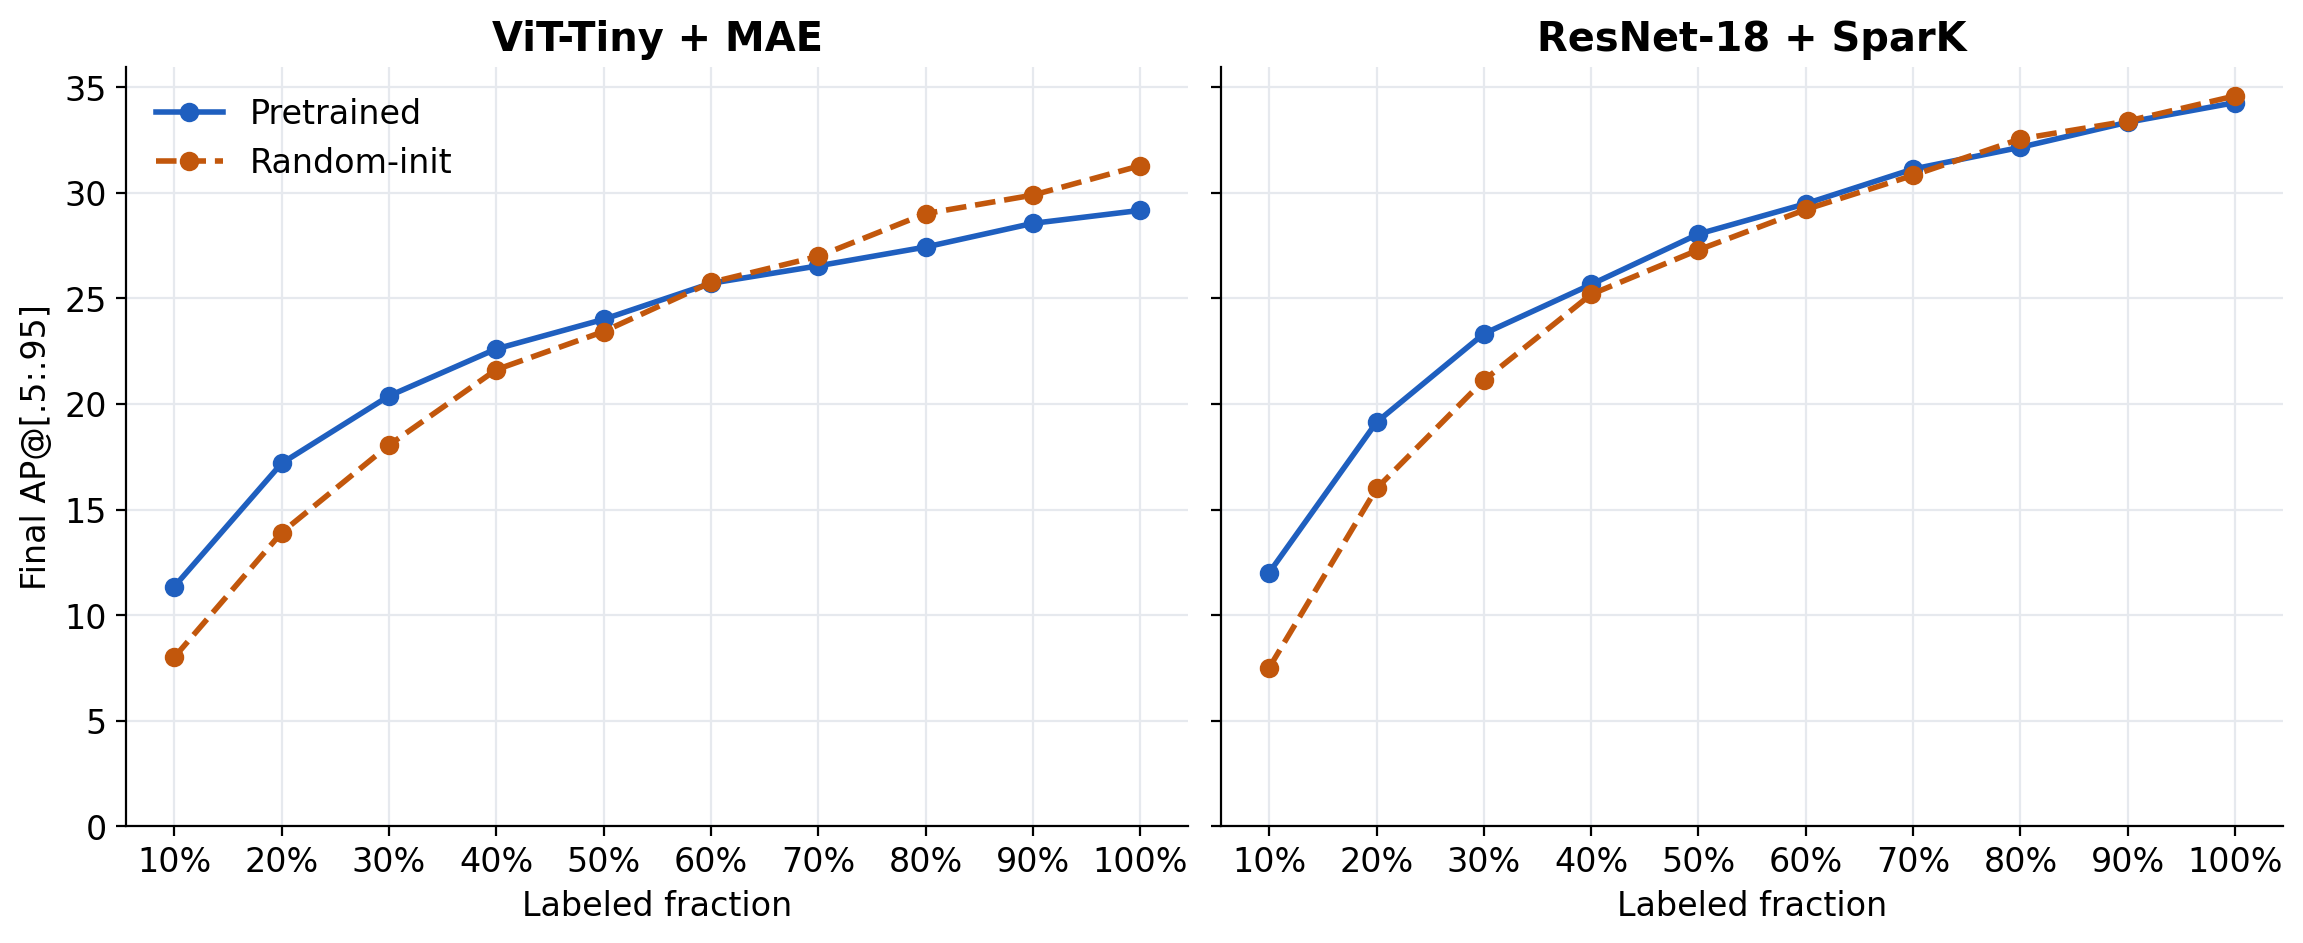 ViT-Tiny + MAE
Pretrained
Random-init
Final AP@[.5:.95]
35
30
25
20
15
10
5
0
10% 20% 30% 40% 50% 60% 70% 80% 90% 100%
Labeled fraction
ResNet-18 + SparK
10% 20% 30% 40% 50% 60% 70% 80% 90% 100%
Labeled fraction